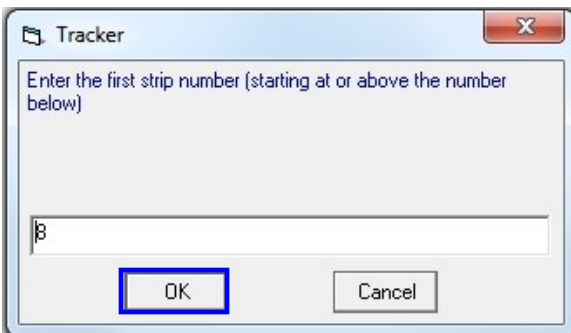 Tracker
Enter the first strip number (starting at or above the number
below)
8
OK
Cancel